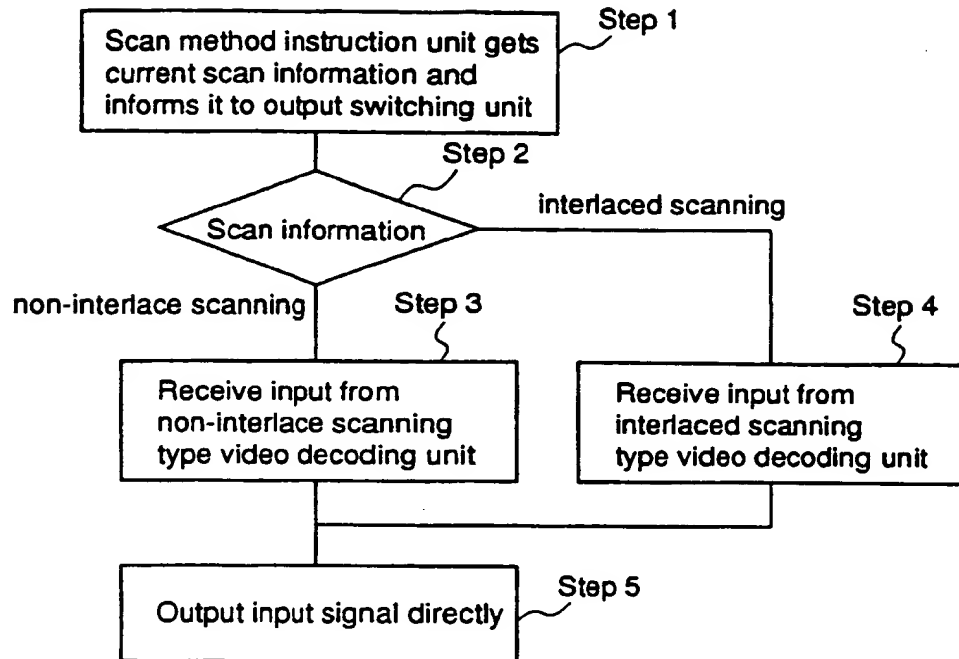 Step 1
Scan method instruction unit gets
current scan information and
informs it to output switching unit
Step 2
Scan information
interlaced scanning
non-interlace scanning
Step 3
Step 4
Receive input from
non-interlace scanning
type video decoding unit
Receive input from
interlaced scanning
type video decoding unit
Step 5
Output input signal directly